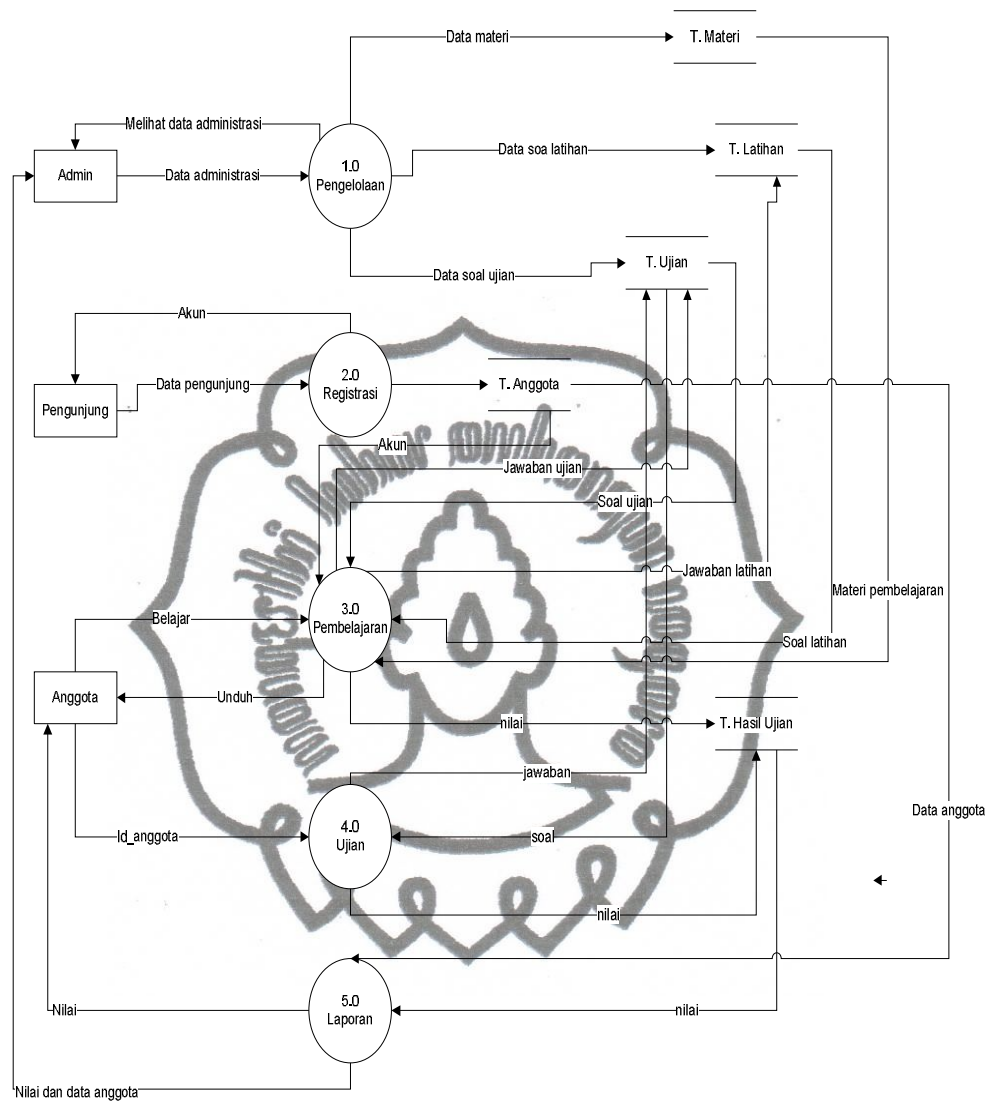 Data materi
T. Materi
Melihat data administrasi
Admin
Data administrasi
1.0
Pengelolaan
Data soa latihan
T. Latihan
Data soal ujian
T. Ujian
Akun
Pengunjung
Data pengunjung
2.0
Registrasi
T. Anggota
Akun
Jawaban ujian
Soal ujian
Jawaban latihan
Materi pembelajaran
3.0
Pembelajaran
Belajar
Soal latihan
Anggota
Unduh
nilai
T. Hasil Ujian
jawaban
Data anggota
Id_anggota
4.0
Ujian
soal
nilai
5.0
Laporan
Nilai
nilai
Nilai dan data anggota